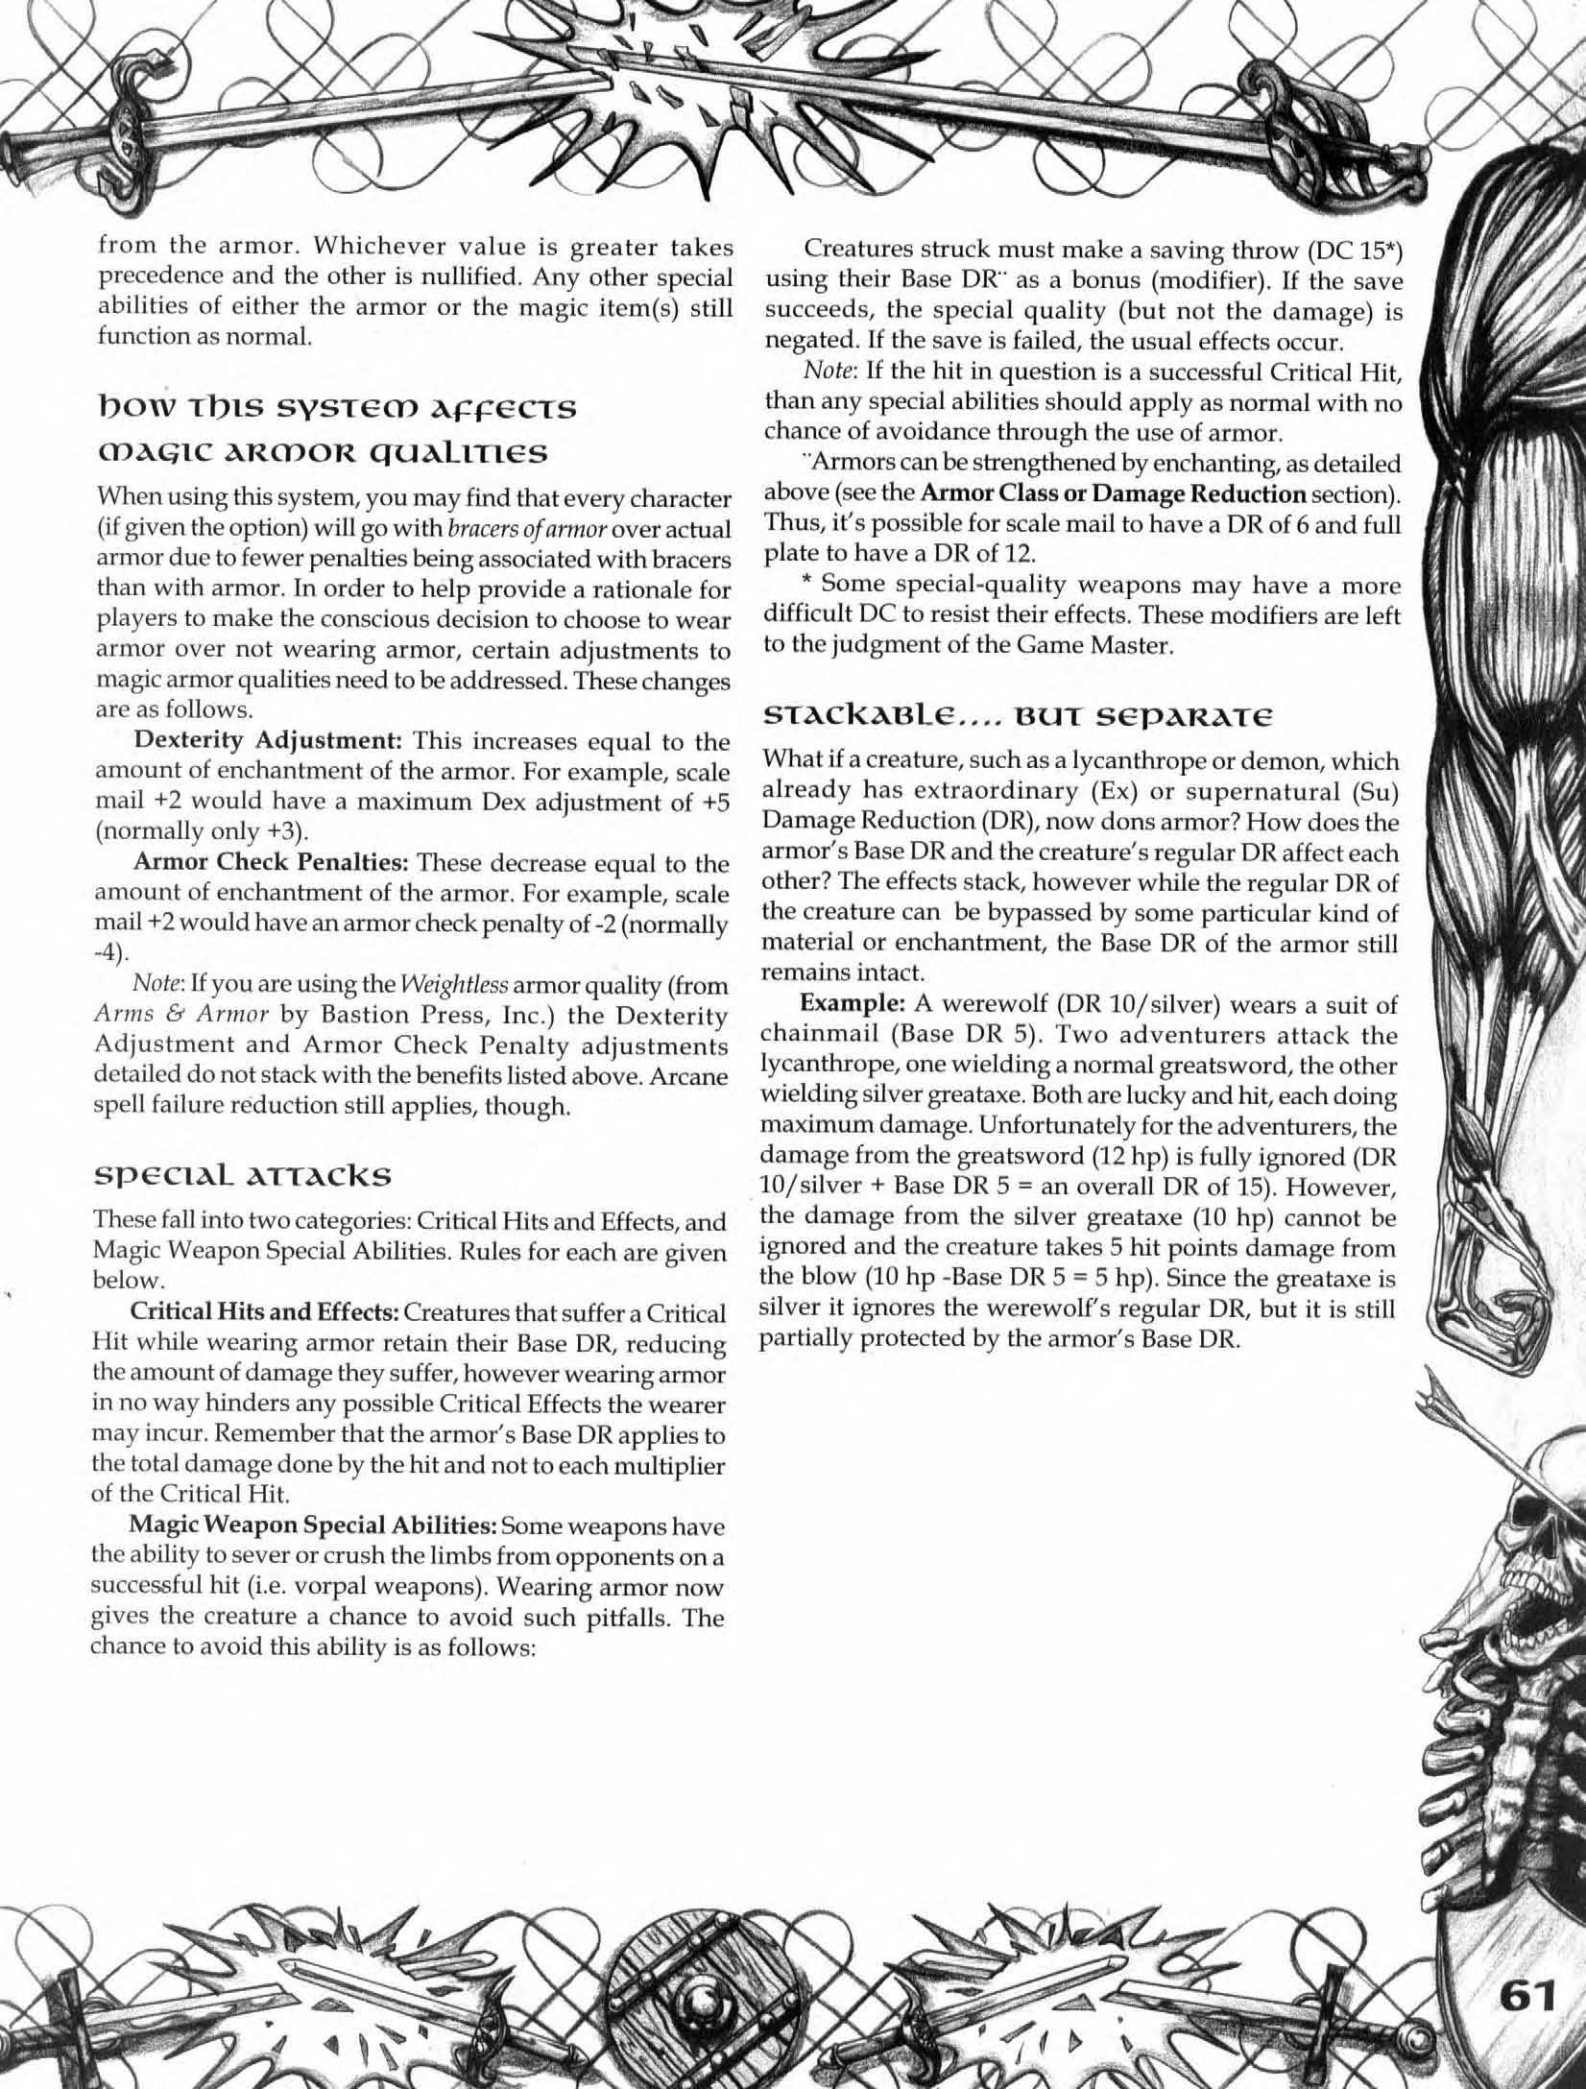 from the armor. Whichever value is greater takes
precedence and the other is nullified. Any other special
abilities of either the armor or the magic item(s) still
function as normal.
how this system affects
magic armor qualities
When using this system, you may find that every character
(if given the option) will go with bracers of armor over actual
armor due to fewer penalties being associated with bracers
than with armor. In order to help provide a rationale for
players to make the conscious decision to choose to wear
armor over not wearing armor, certain adjustments to
magic armor qualities need to be addressed. These changes
are as follows.
Dexterity Adjustment: This increases equal to the
amount of enchantment of the armor. For example, scale
mail +2 would have a maximum Dex adjustment of +5
(normally only +3).
Armor Check Penalties: These decrease equal to the
amount of enchantment of the armor. For example, scale
mail +2 would have an armor check penalty of -2 (normally
-4).
Note: If you are using the Weightless armor quality (from
Arms & Armor by Bastion Press, Inc.) the Dexterity
Adjustment and Armor Check Penalty adjustments
detailed do not stack with the benefits listed above. Arcane
spell failure reduction still applies, though.
special attacks
These fall into two categories: Critical Hits and Effects, and
Magic Weapon Special Abilities. Rules for each are given
below.
Critical Hits and Effects: Creatures that suffer a Critical
Hit while wearing armor retain their Base DR, reducing
the amount of damage they suffer, however wearing armor
in no way hinders any possible Critical Effects the wearer
may incur. Remember that the armor's Base DR applies to
the total damage done by the hit and not to each multiplier
of the Critical Hit.
Magic Weapon Special Abilities: Some weapons have
the ability to sever or crush the limbs from opponents on a
successful hit (i.e. vorpal weapons). Wearing armor now
gives the creature a chance to avoid such pitfalls. The
chance to avoid this ability is as follows:
Creatures struck must make a saving throw (DC 15*)
using their Base DR¨ as a bonus (modifier). If the save
succeeds, the special quality (but not the damage) is
negated. If the save is failed, the usual effects occur.
Note: If the hit in question is a successful Critical Hit,
than any special abilities should apply as normal with no
chance of avoidance through the use of armor.
¨Armors can be strengthened by enchanting, as detailed
above (see the Armor Class or Damage Reduction section).
Thus, it's possible for scale mail to have a DR of 6 and full
plate to have a DR of 12.
* Some special-quality weapons may have a more
difficult DC to resist their effects. These modifiers are left
to the judgment of the Game Master.
stackable.... but separate
What if a creature, such as a lycanthrope or demon, which
already has extraordinary (Ex) or supernatural (Su)
Damage Reduction (DR), now dons armor? How does the
armor's Base DR and the creature's regular DR affect each
other? The effects stack, however while the regular DR of
the creature can be bypassed by some particular kind of
material or enchantment, the Base DR of the armor still
remains intact.
Example: A werewolf (DR 10/silver) wears a suit of
chainmail (Base DR 5). Two adventurers attack the
lycanthrope, one wielding a normal greatsword, the other
wielding silver greataxe. Both are lucky and hit, each doing
maximum damage. Unfortunately for the adventurers, the
damage from the greatsword (12 hp) is fully ignored (DR
10/silver + Base DR 5 = an overall DR of 15). However,
the damage from the silver greataxe (10 hp) cannot be
ignored and the creature takes 5 hit points damage from
the blow (10 hp -Base DR 5 = 5 hp). Since the greataxe is
silver it ignores the werewolf's regular DR, but it is still
partially protected by the armor's Base DR.
61